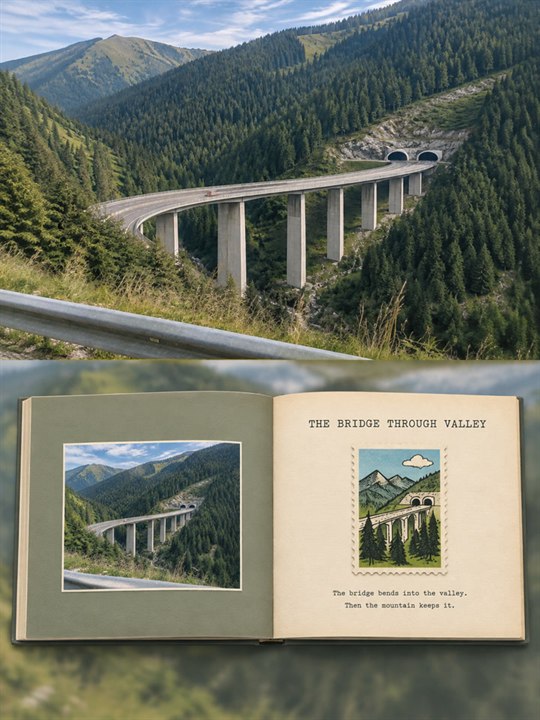 THE BRIDGE THROUGH VALLEY
The bridge bends into the valley.
Then the mountain keeps it.